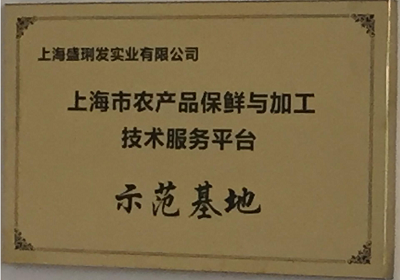 上海盛琍发实业有限公司
上海市农产品保鲜与加工
技术服务平台
示范基地